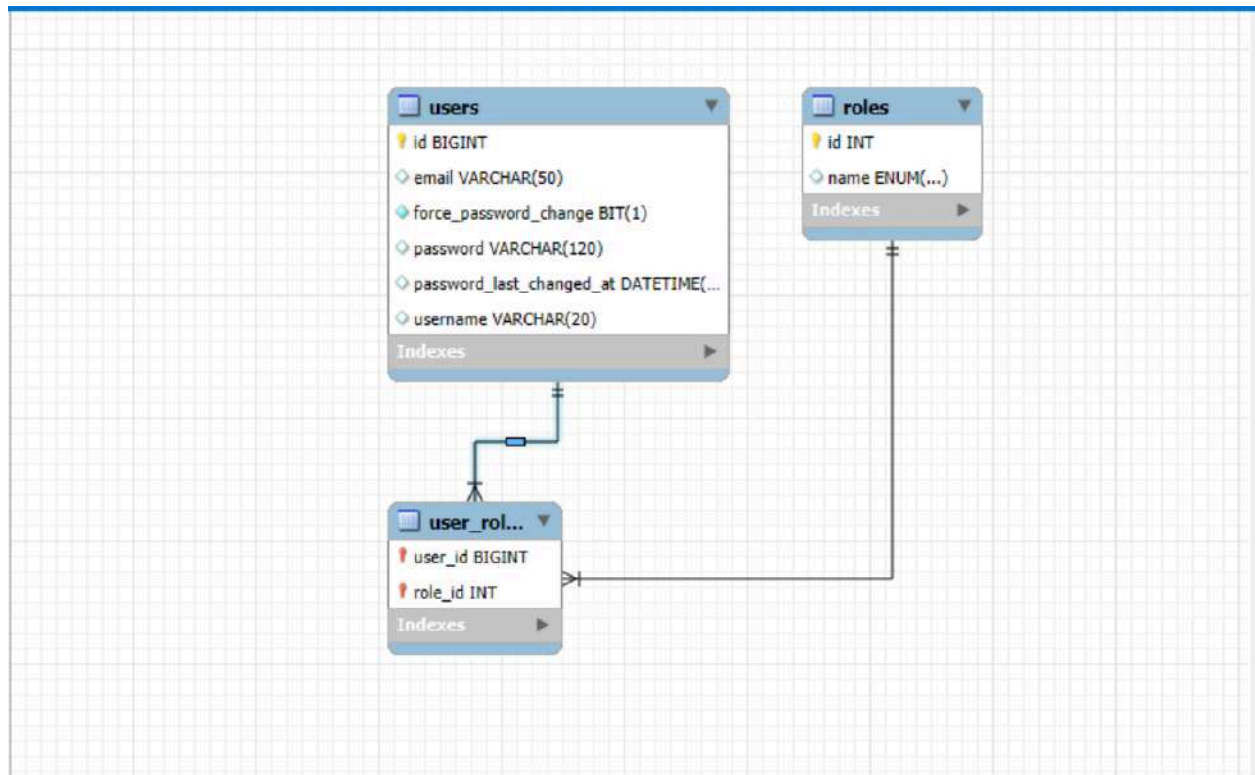 users
id BIGINT
email VARCHAR(50)
force_password_change BIT(1)
password VARCHAR(120)
password_last_changed_at DATETIME(...
username VARCHAR(20)
Indexes
roles
id INT
name ENUM(...)
Indexes
user_rol...
user_id BIGINT
role_id INT
Indexes